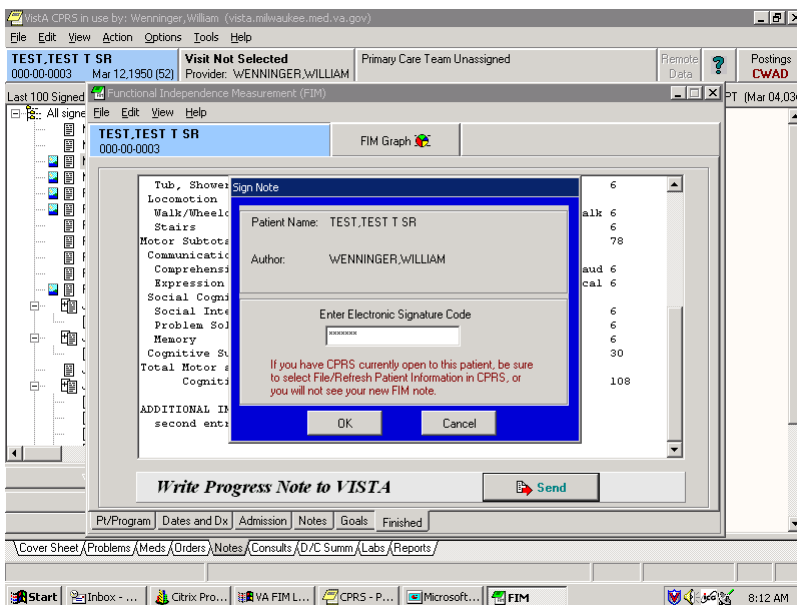 VistA CPRS in use by: Wenninger,William (vista.milwaukee.med.va.gov)
File Edit View Action Options Tools Help
TEST,TEST T SR Visit Not Selected Primary Care Team Unassigned Remote Data ? Postings
000-00-0003 Mar 12,1950 (52) Provider: WENNINGER,WILLIAM CWAD
Last 100 Signed PT (Mar 04,03
All signe
Functional Independence Measurement (FIM)
File Edit View Help
TEST,TEST T SR FIM Graph
000-00-0003
Tub, Shower 6
Locomotion
Walk/Wheelc alk 6
Stairs 6
Motor Subtota 78
Communicatio
Comprehensi aud 6
Expression cal 6
Social Cogni
Social Inte 6
Problem Sol 6
Memory 6
Cognitive Su 30
Total Motor a
Cogniti 108
ADDITIONAL IN
second entr
Sign Note
Patient Name: TEST,TEST T SR
Author: WENNINGER,WILLIAM
Enter Electronic Signature Code
*******
If you have CPRS currently open to this patient, be sure
to select File/Refresh Patient Information in CPRS, or
you will not see your new FIM note.
OK Cancel
Write Progress Note to VISTA Send
Pt/Program Dates and Dx Admission Notes Goals Finished
Cover Sheet Problems Meds Orders Notes Consults D/C Summ Labs Reports
Start Inbox - ... Citrix Pro... VA FIM L... CPRS - P... Microsoft... FIM 8:12 AM